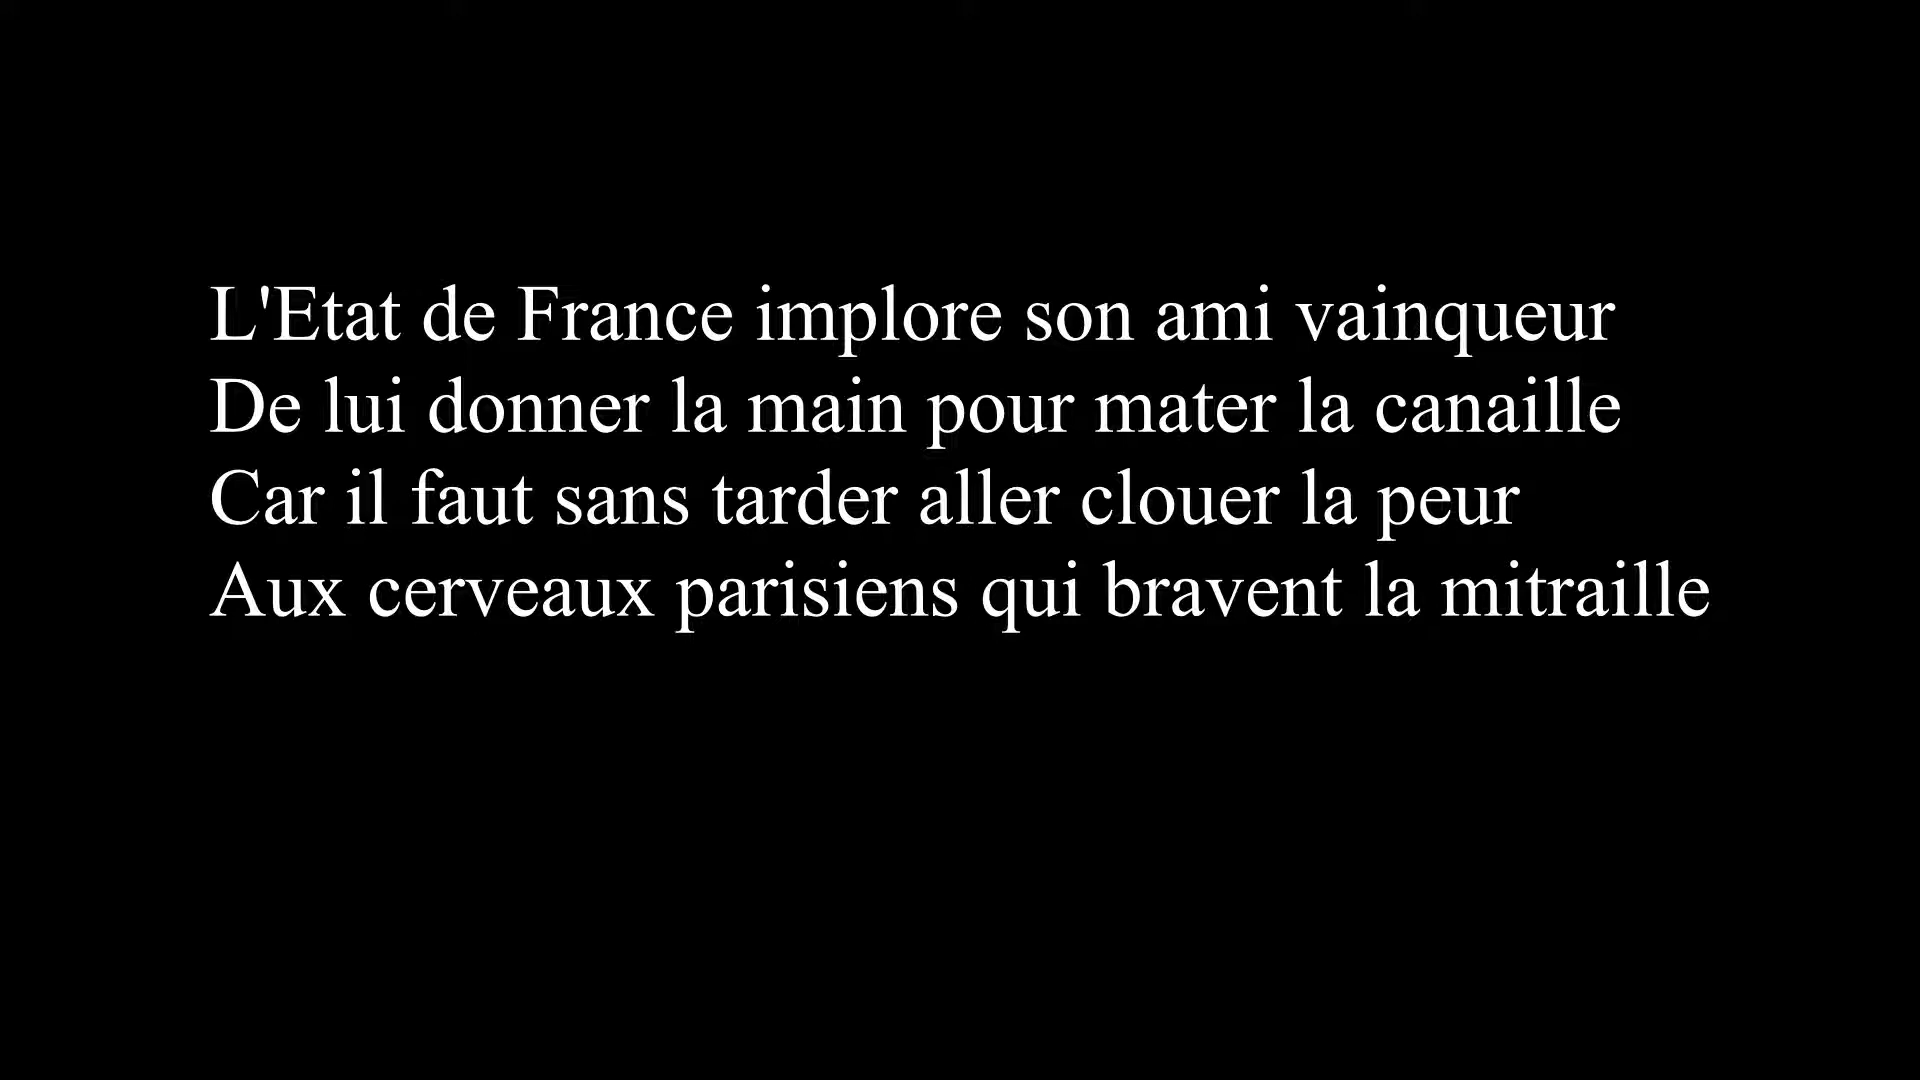 L'Etat de France implore son ami vainqueur
De lui donner la main pour mater la canaille
Car il faut sans tarder aller clouer la peur
Aux cerveaux parisiens qui bravent la mitraille